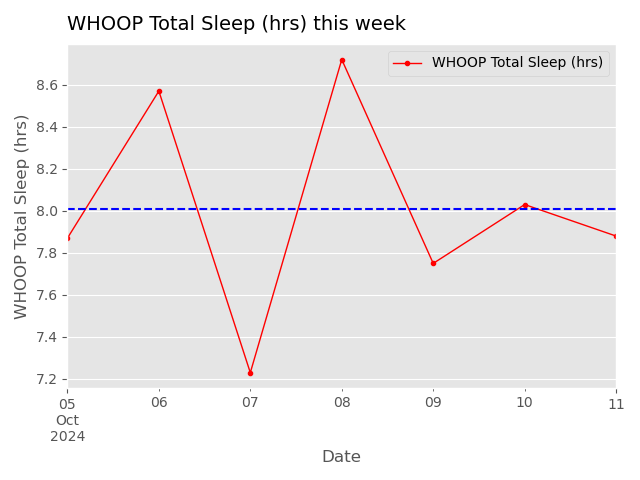 WHOOP Total Sleep (hrs) this week
WHOOP Total Sleep (hrs)
WHOOP Total Sleep (hrs)
8.6
8.4
8.2
8.0
7.8
7.6
7.4
7.2
05 06 07 08 09 10 11
Oct
2024
Date